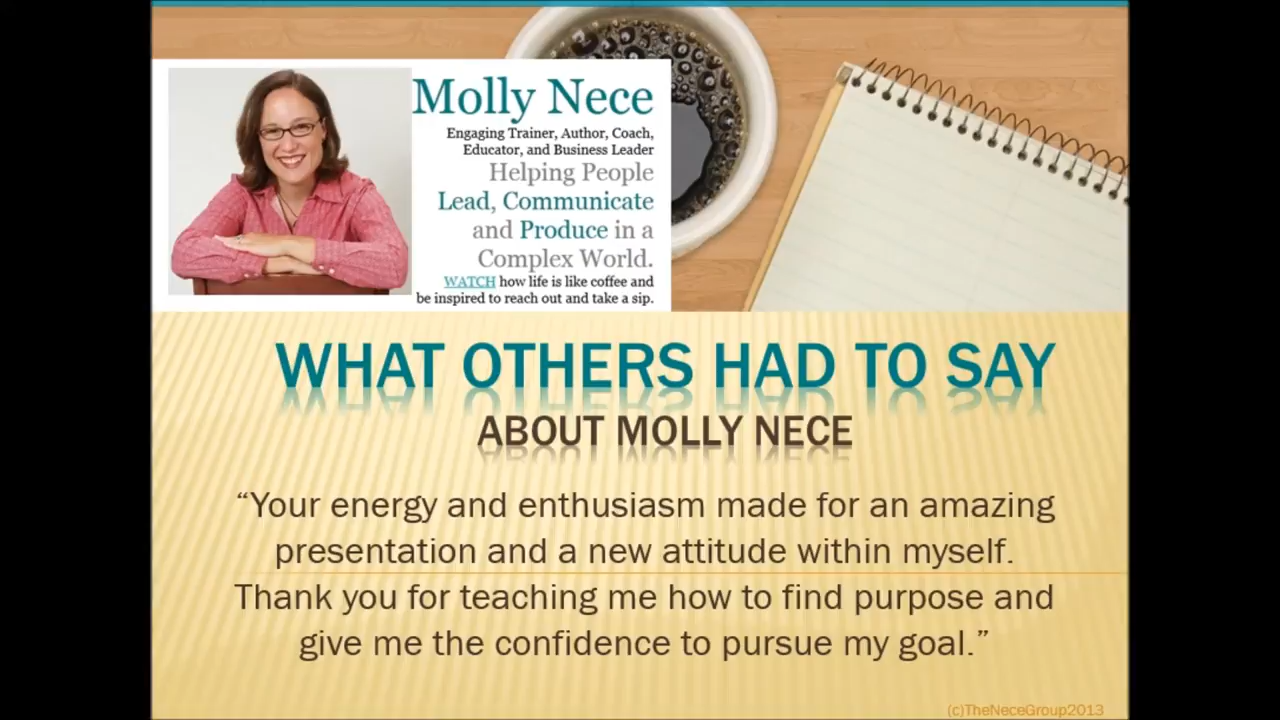 Molly Nece
Engaging Trainer, Author, Coach,
Educator, and Business Leader
Helping People
Lead, Communicate
and Produce in a
Complex World.
WATCH how life is like coffee and
be inspired to reach out and take a sip.
WHAT OTHERS HAD TO SAY
ABOUT MOLLY NECE
“Your energy and enthusiasm made for an amazing
presentation and a new attitude within myself.
Thank you for teaching me how to find purpose and
give me the confidence to pursue my goal.”
(c)TheNeceGroup2013